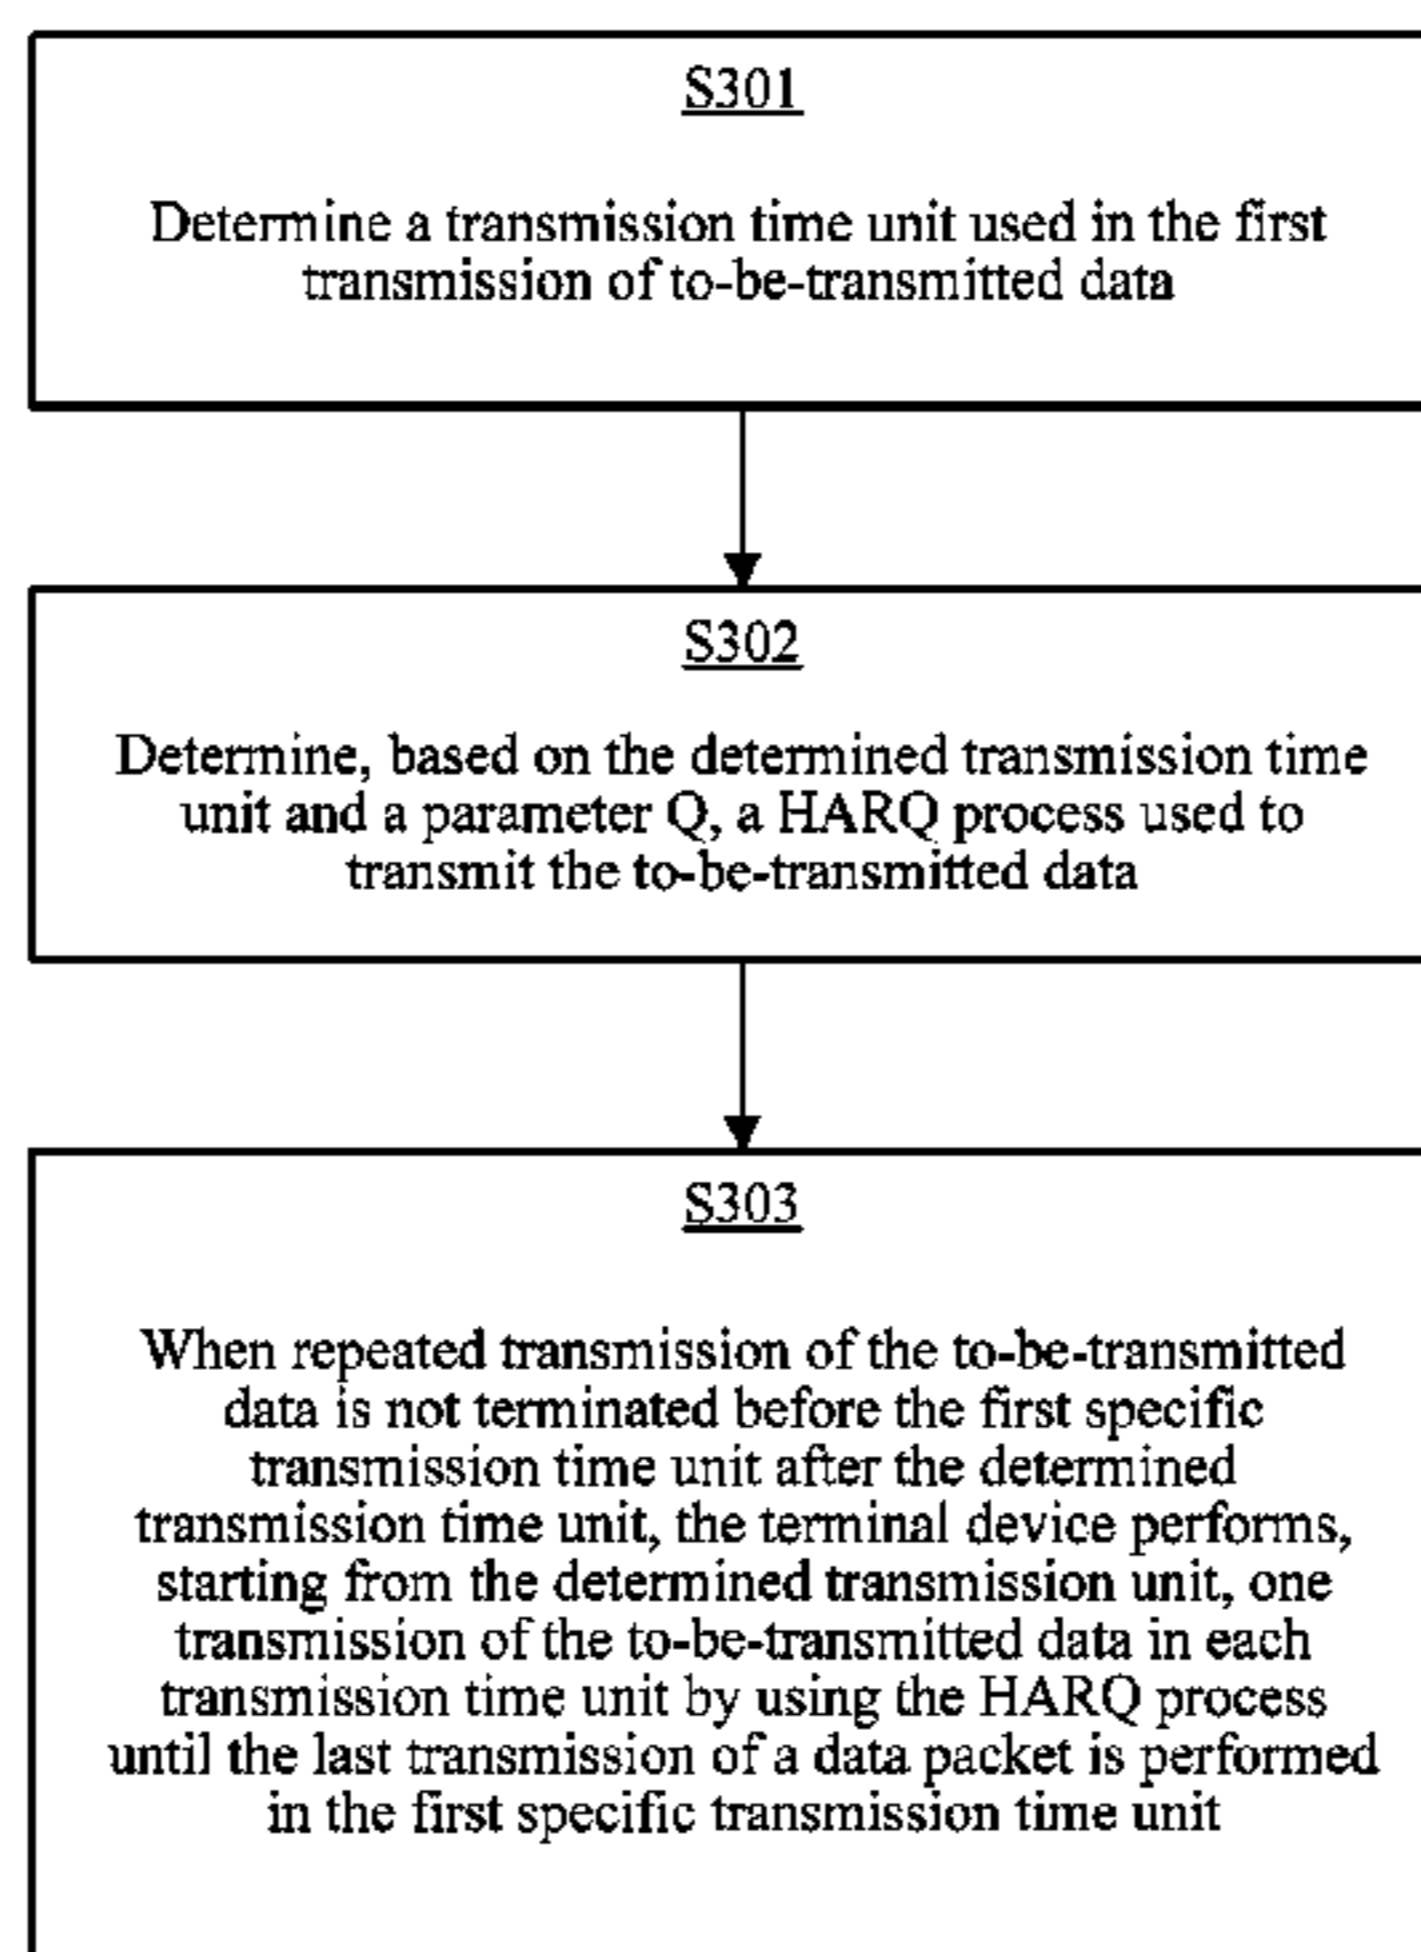 S301
Determine a transmission time unit used in the first
transmission of to-be-transmitted data
S302
Determine, based on the determined transmission time
unit and a parameter Q, a HARQ process used to
transmit the to-be-transmitted data
S303
When repeated transmission of the to-be-transmitted
data is not terminated before the first specific
transmission time unit after the determined
transmission time unit, the terminal device performs,
starting from the determined transmission unit, one
transmission of the to-be-transmitted data in each
transmission time unit by using the HARQ process
until the last transmission of a data packet is performed
in the first specific transmission time unit